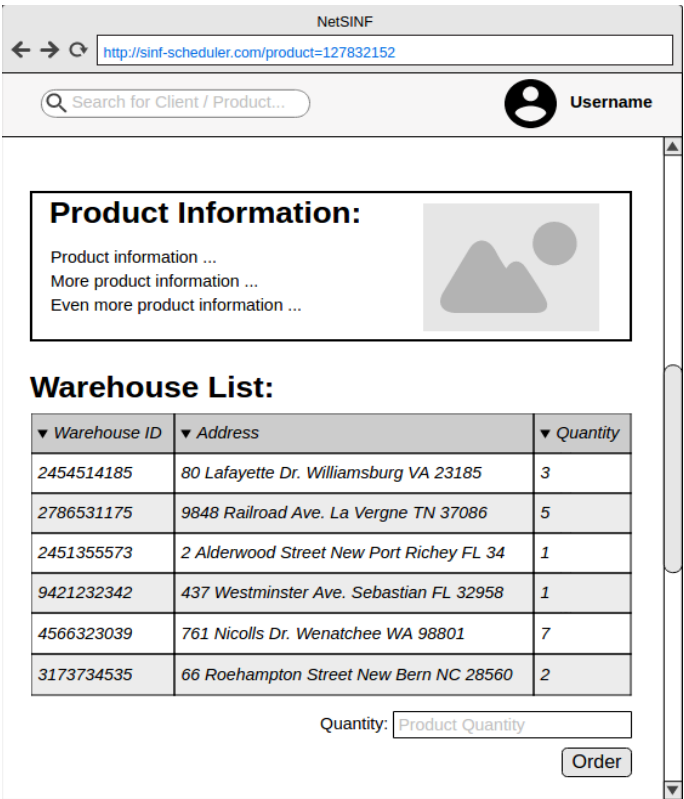 NetSINF
http://sinf-scheduler.com/product=127832152
Search for Client / Product...
Username
Product Information:
Product information ...
More product information ...
Even more product information ...
Warehouse List:
▼ Warehouse ID ▼ Address ▼ Quantity
2454514185 80 Lafayette Dr. Williamsburg VA 23185 3
2786531175 9848 Railroad Ave. La Vergne TN 37086 5
2451355573 2 Alderwood Street New Port Richey FL 34 1
9421232342 437 Westminster Ave. Sebastian FL 32958 1
4566323039 761 Nicolls Dr. Wenatchee WA 98801 7
3173734535 66 Roehampton Street New Bern NC 28560 2
Quantity: Product Quantity
Order